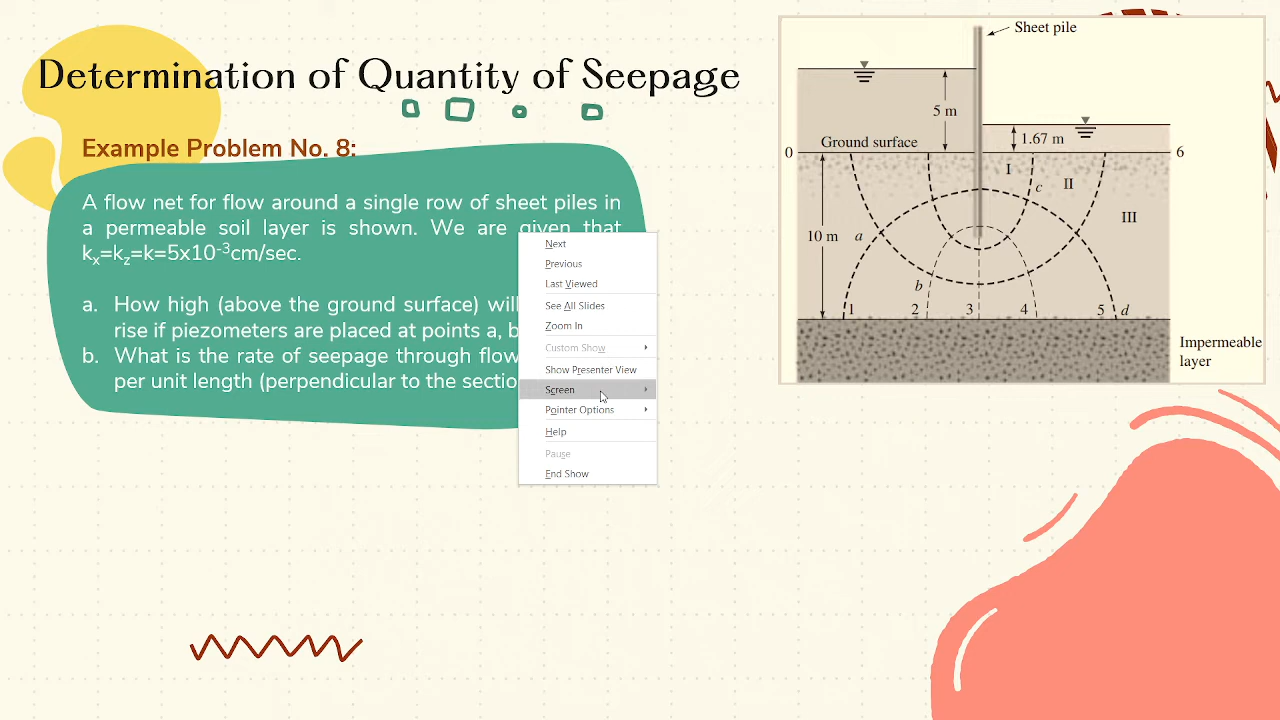 Determination of Quantity of Seepage
Example Problem No. 8:
A flow net for flow around a single row of sheet piles in
a permeable soil layer is shown. We are given that
kx=kz=k=5x10-3cm/sec.
a. How high (above the ground surface) will
rise if piezometers are placed at points a, b
b. What is the rate of seepage through flow
per unit length (perpendicular to the sectio
Next
Previous
Last Viewed
See All Slides
Zoom In
Custom Show
Show Presenter View
Screen
Pointer Options
Help
Pause
End Show
Sheet pile
5 m
1.67 m
Ground surface
0
6
I
c
II
III
10 m
a
b
1
2
3
4
5
d
Impermeable
layer